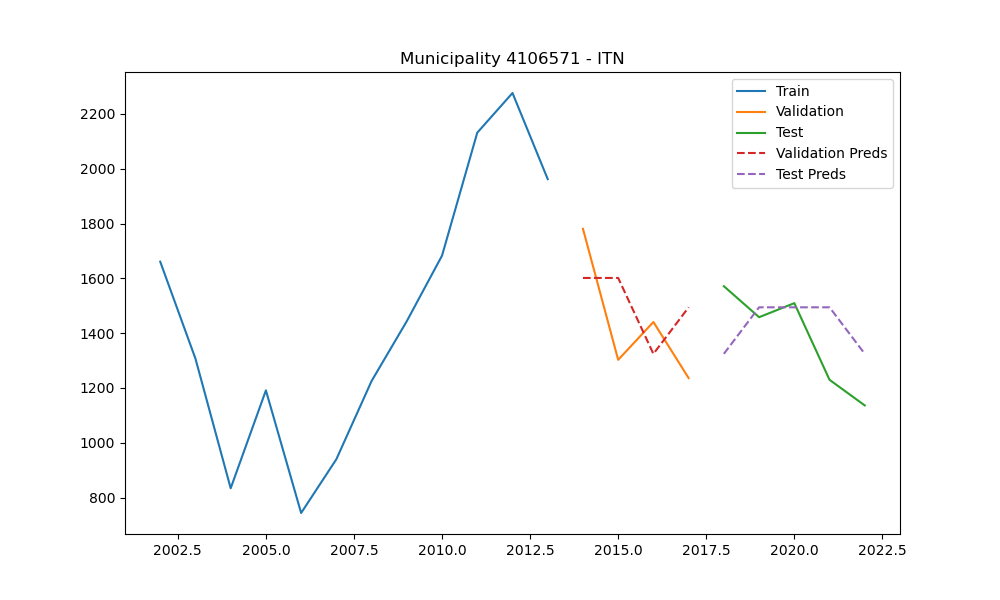 Municipality 4106571 - ITN
Train
Validation
Test
Validation Preds
Test Preds
2200
2000
1800
1600
1400
1200
1000
800
2002.5 2005.0 2007.5 2010.0 2012.5 2015.0 2017.5 2020.0 2022.5